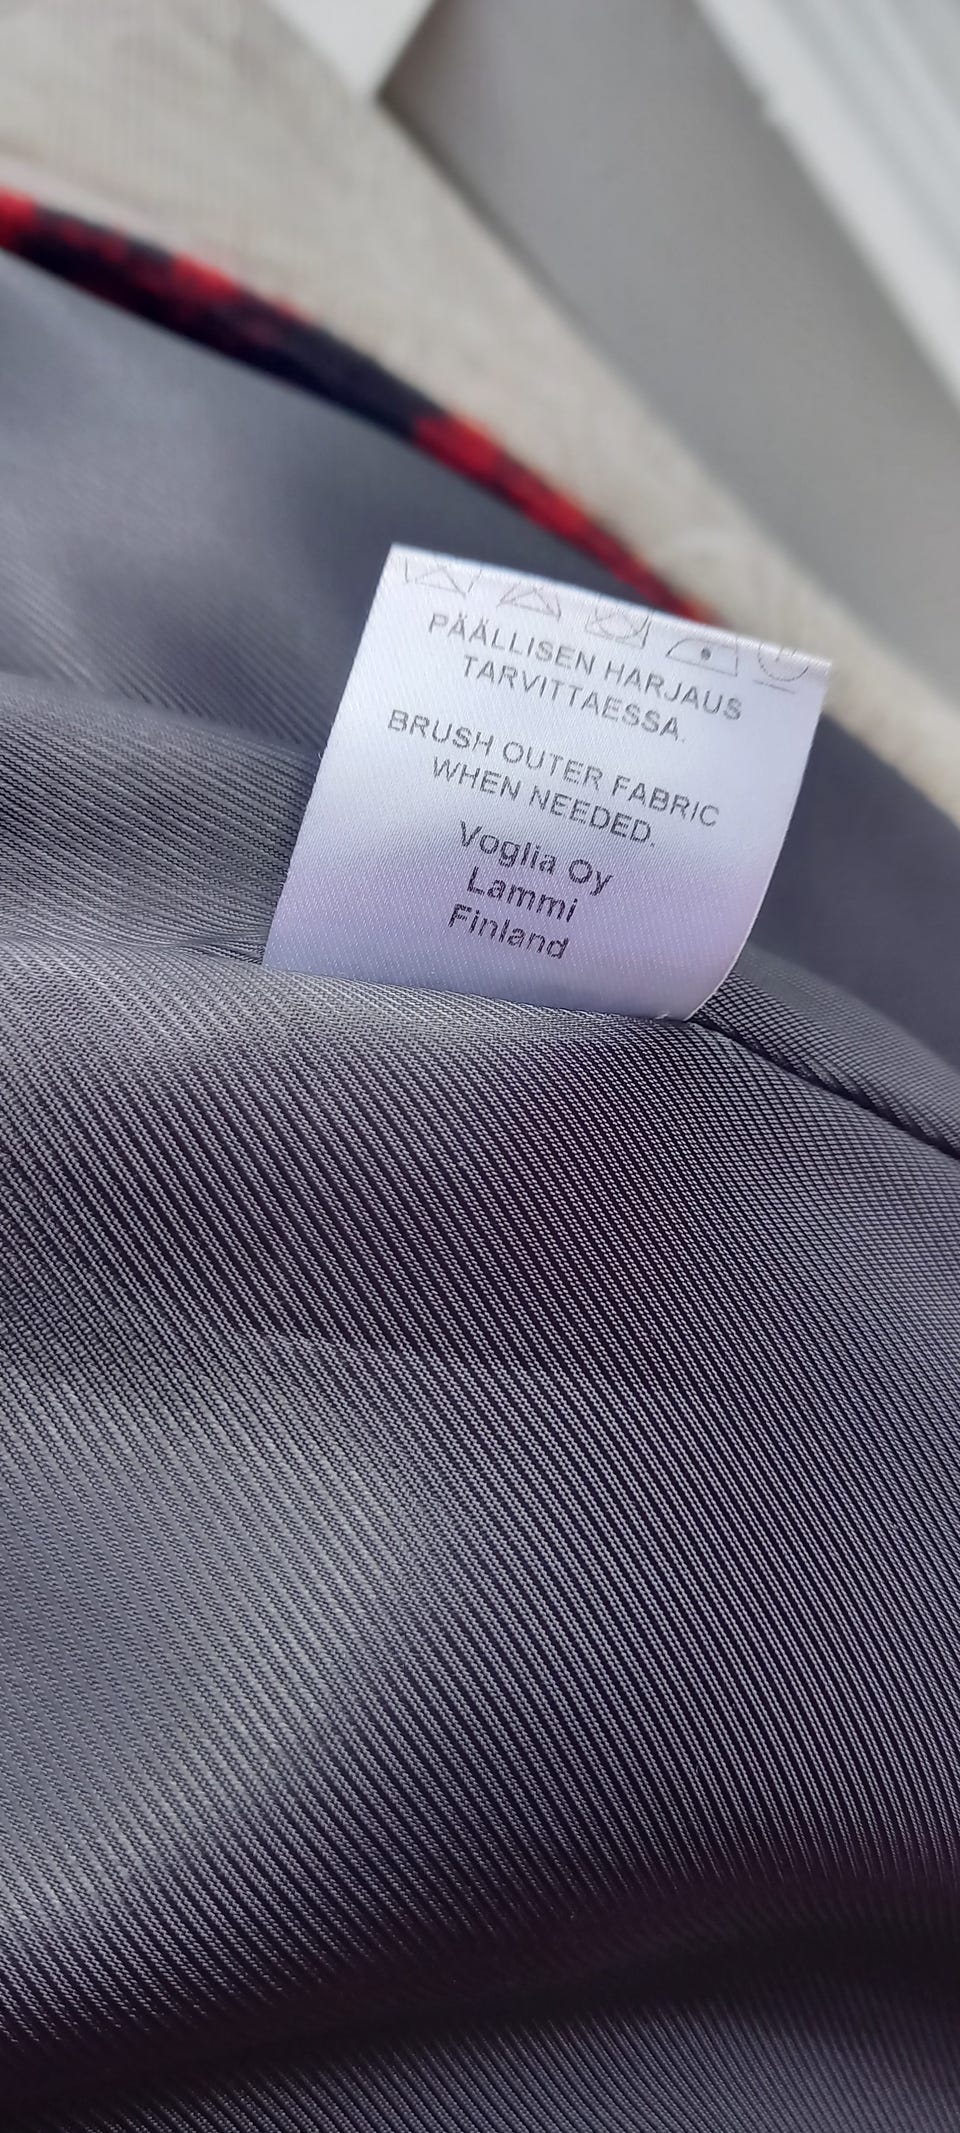 PÄÄLLISEN HARJAUS
TARVITTAESSA.
BRUSH OUTER FABRIC
WHEN NEEDED.
Voglia Oy
Lammi
Finland